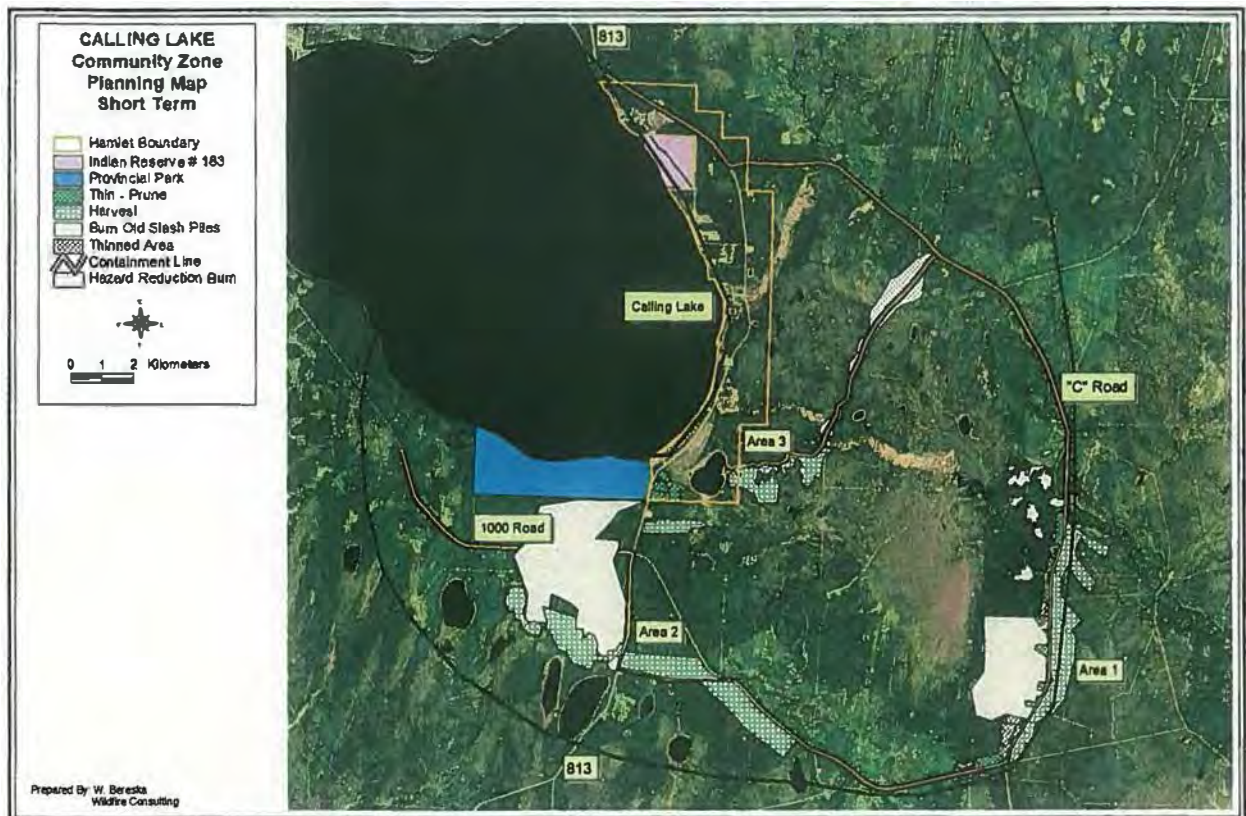 CALLING LAKE
Community Zone
Planning Map
Short Term
Hamlet Boundary
Indian Reserve # 183
Provincial Park
Thin - Prune
Harvest
Burn Old Slash Piles
Thinned Area
Containment Line
Hazard Reduction Burn
0 1 2 Kilometers
Prepared By W. Bereska
Wildfire Consulting
813
Calling Lake
"C" Road
Area 3
1000 Road
Area 2
Area 1
813